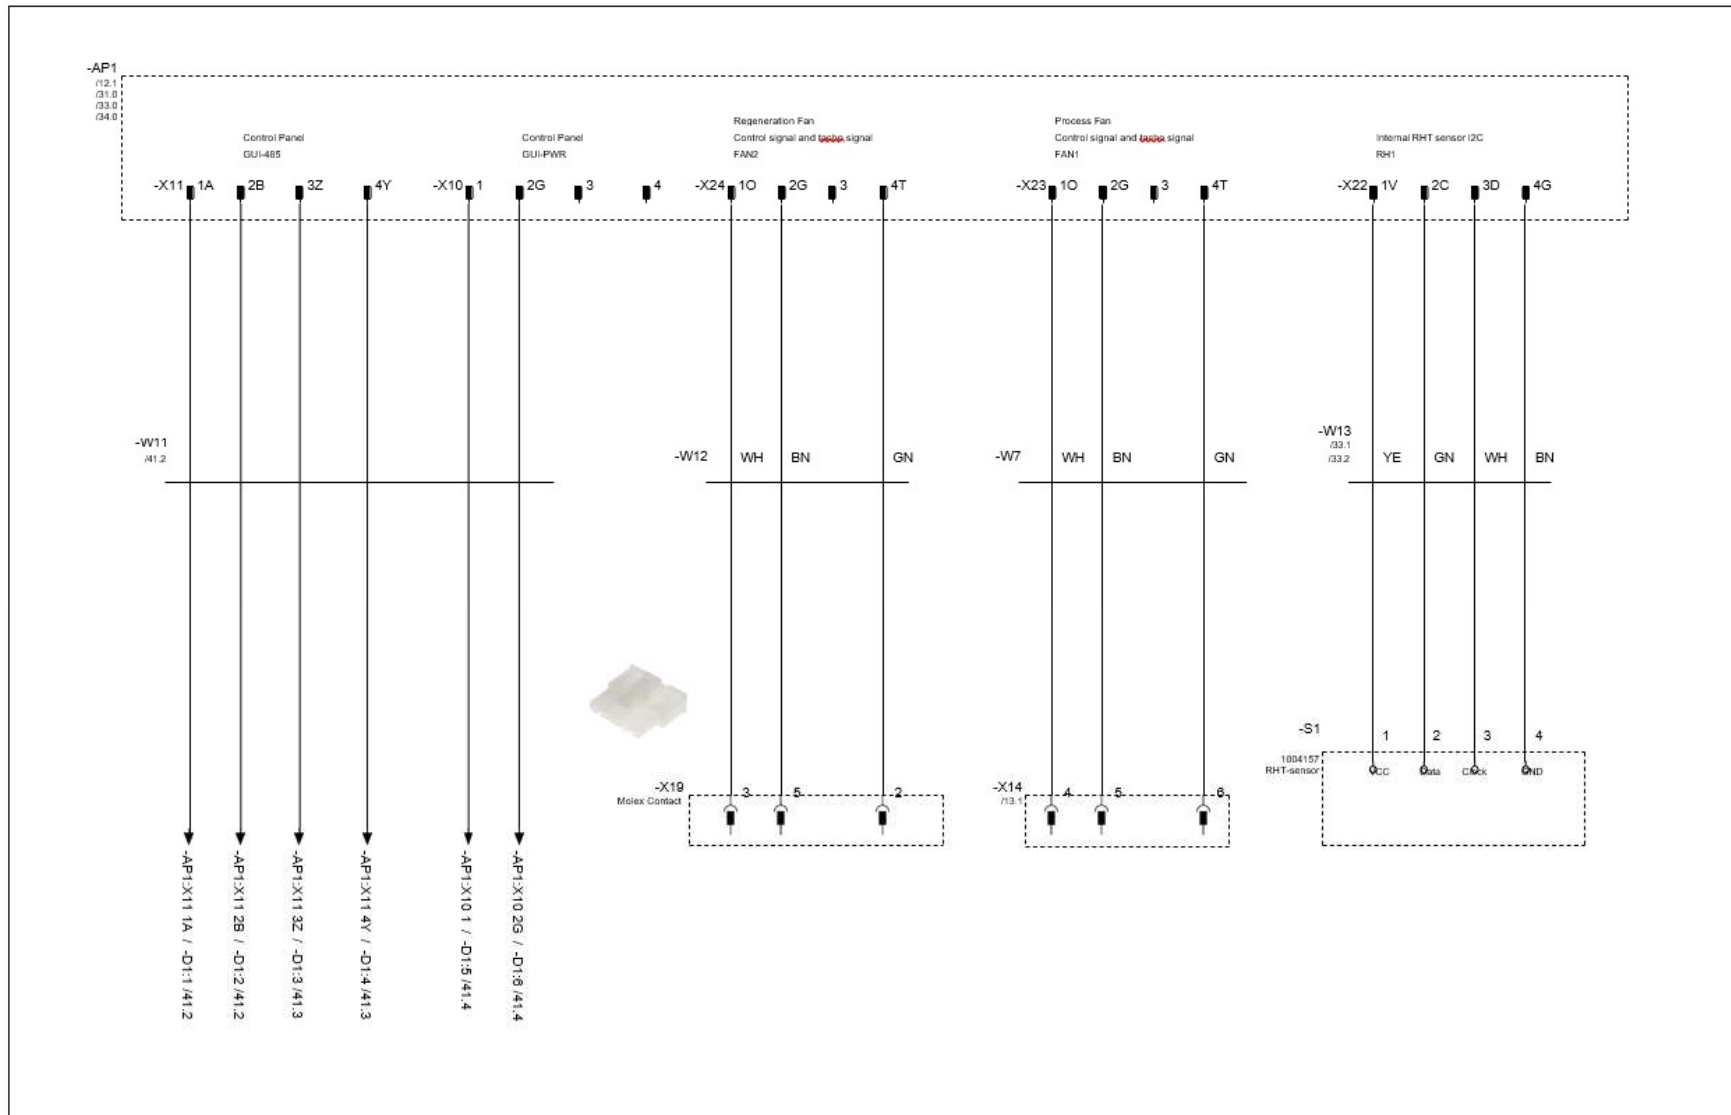 -AP1
/12.1
/31.0
/33.0
/34.0
Control Panel
GUI-485
Control Panel
GUI-PWR
Regeneration Fan
Control signal and tacho signal
FAN2
Process Fan
Control signal and tacho signal
FAN1
Internal RHT sensor I2C
RH1
-X11 1A 2B 3Z 4Y -X10 1 2G 3 4 -X24 1O 2G 3 4T -X23 1O 2G 3 4T -X22 1V 2C 3D 4G
-W11
/41.2
-W12 WH BN GN
-W7 WH BN GN
-W13
/33.1
/33.2
YE GN WH BN
-X19
Molex Contact
3 5 2
-X14
/13.1
4 5 6
-S1
1004157
RHT-sensor
1 2 3 4
VCC Data Clock GND
-AP1:X11 1A / -D1:1 /41.2
-AP1:X11 2B / -D1:2 /41.2
-AP1:X11 3Z / -D1:3 /41.3
-AP1:X11 4Y / -D1:4 /41.3
-AP1:X10 1 / -D1:5 /41.4
-AP1:X10 2G / -D1:6 /41.4